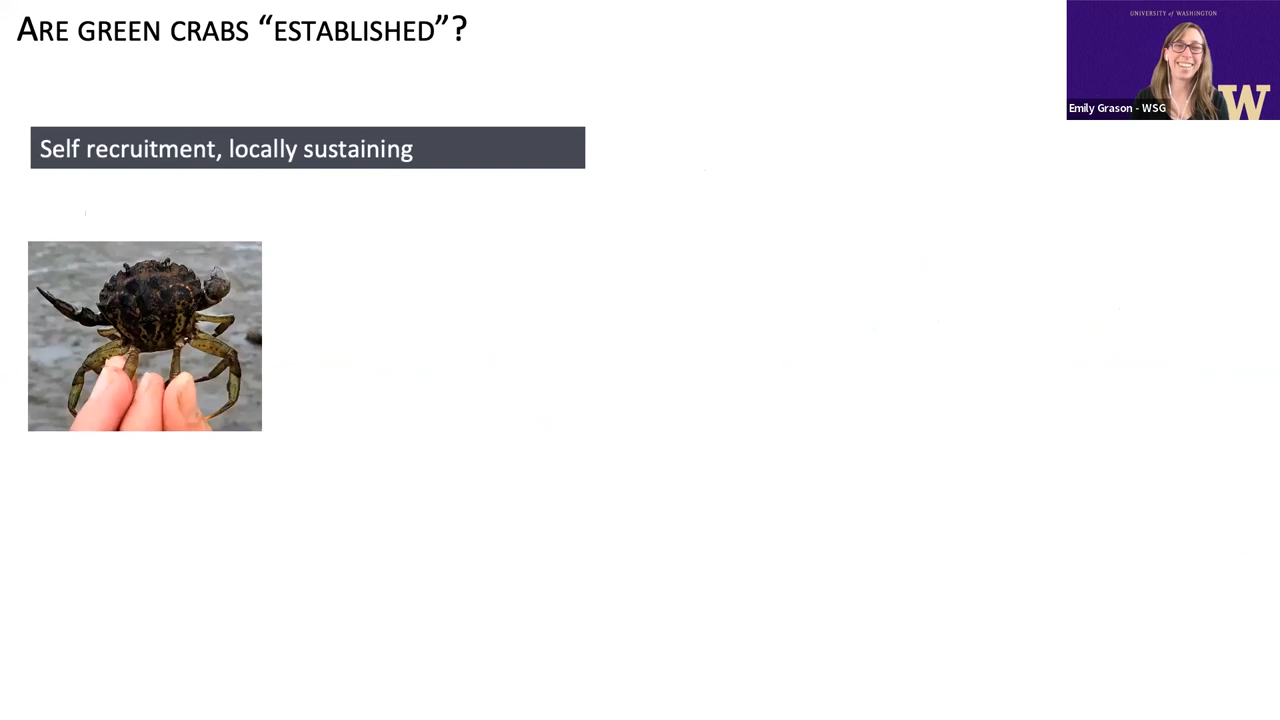 ARE GREEN CRABS “ESTABLISHED”?
UNIVERSITY of WASHINGTON
W
Emily Grason - WSG
Self recruitment, locally sustaining